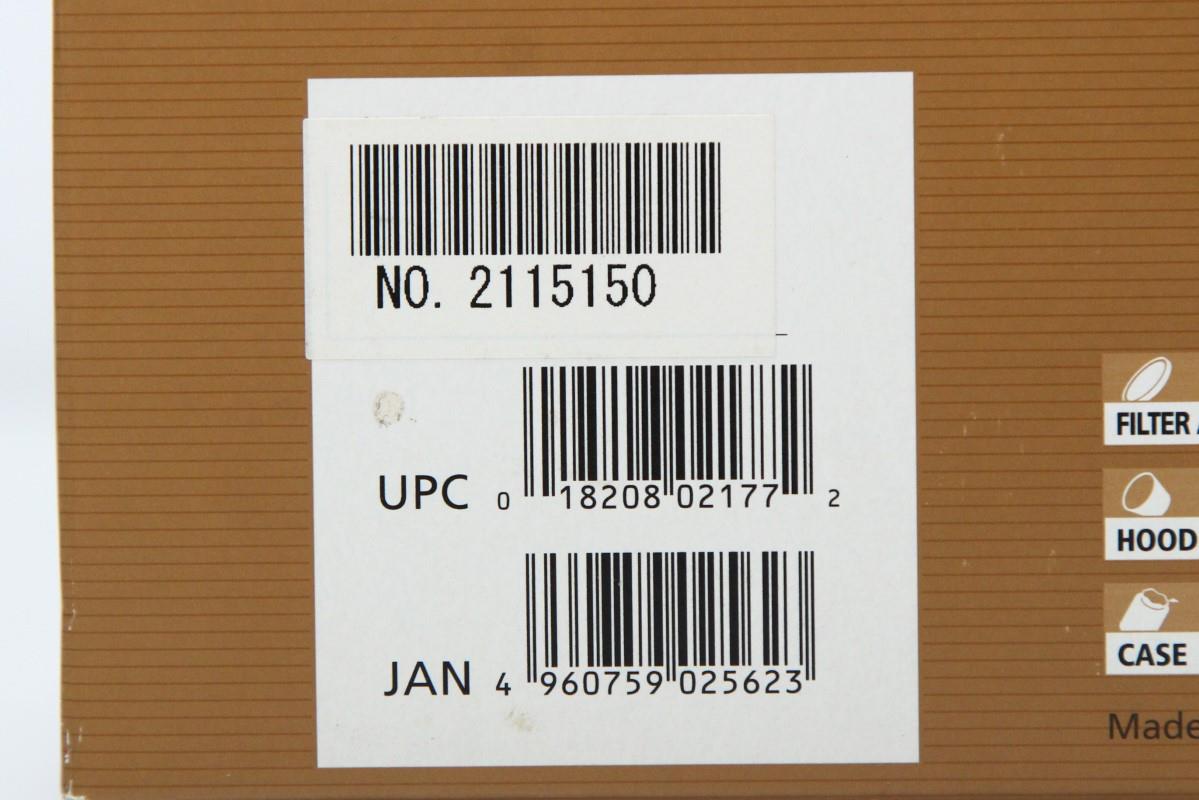 NO. 2115150
UPC 0 18208 02177 2
JAN 4 960759 025623
FILTER
HOOD
CASE
Made